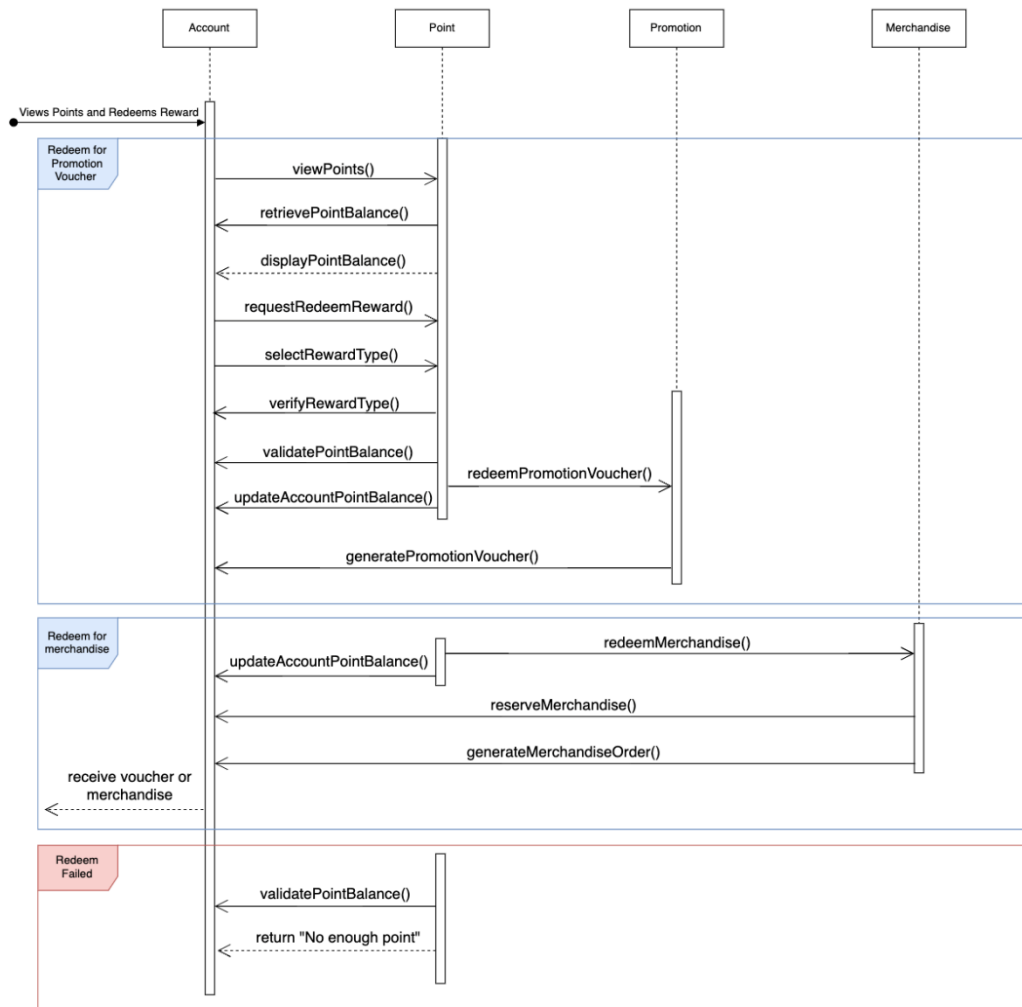 Account
Point
Promotion
Merchandise
Views Points and Redeems Reward
Redeem for
Promotion
Voucher
viewPoints()
retrievePointBalance()
displayPointBalance()
requestRedeemReward()
selectRewardType()
verifyRewardType()
validatePointBalance()
redeemPromotionVoucher()
updateAccountPointBalance()
generatePromotionVoucher()
Redeem for
merchandise
redeemMerchandise()
updateAccountPointBalance()
reserveMerchandise()
generateMerchandiseOrder()
receive voucher or
merchandise
Redeem
Failed
validatePointBalance()
return "No enough point"